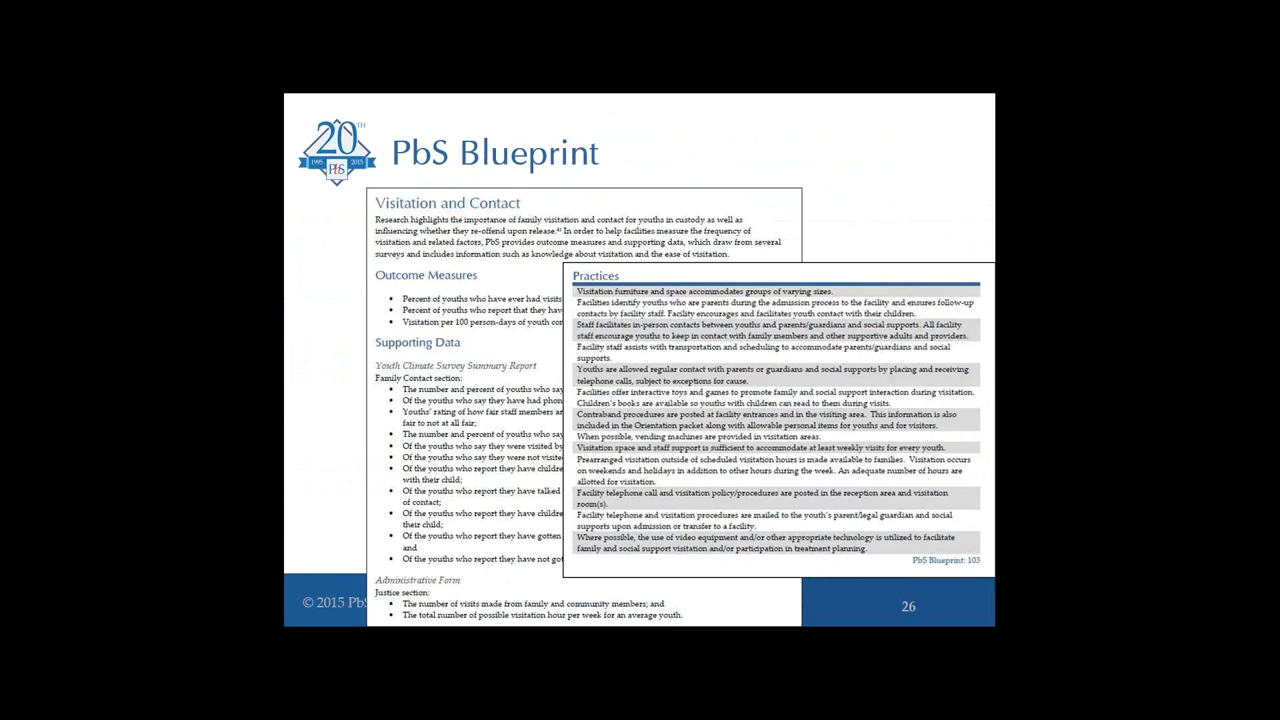 20TH
1995 2015
PbS
PbS Blueprint
Visitation and Contact
Research highlights the importance of family visitation and contact for youths in custody as well as
influencing whether they re-offend upon release.⁴¹ In order to help facilities measure the frequency of
visitation and related factors, PbS provides outcome measures and supporting data, which draw from several
surveys and includes information such as knowledge about visitation and the ease of visitation.
Outcome Measures
• Percent of youths who have ever had visits
• Percent of youths who report that they hav
• Visitation per 100 person-days of youth con
Supporting Data
Youth Climate Survey Summary Report
Family Contact section:
• The number and percent of youths who say
• Of the youths who say they have had phon
• Youths' rating of how fair staff members ar
fair to not at all fair;
• The number and percent of youths who say
• Of the youths who say they were visited by
• Of the youths who say they were not visite
• Of the youths who report they have childre
with their child;
• Of the youths who report they have talked
of contact;
• Of the youths who report they have childre
their child;
• Of the youths who report they have gotten
and
• Of the youths who report they have not go
Administrative Form
Justice section:
• The number of visits made from family and community members; and
• The total number of possible visitation hour per week for an average youth.
Practices
Visitation furniture and space accommodates groups of varying sizes.
Facilities identify youths who are parents during the admission process to the facility and ensures follow-up
contacts by facility staff. Facility encourages and facilitates youth contact with their children.
Staff facilitates in-person contacts between youths and parents/guardians and social supports. All facility
staff encourage youths to keep in contact with family members and other supportive adults and providers.
Facility staff assists with transportation and scheduling to accommodate parents/guardians and social
supports.
Youths are allowed regular contact with parents or guardians and social supports by placing and receiving
telephone calls, subject to exceptions for cause.
Facilities offer interactive toys and games to promote family and social support interaction during visitation.
Children's books are available so youths with children can read to them during visits.
Contraband procedures are posted at facility entrances and in the visiting area. This information is also
included in the Orientation packet along with allowable personal items for youths and for visitors.
When possible, vending machines are provided in visitation areas.
Visitation space and staff support is sufficient to accommodate at least weekly visits for every youth.
Prearranged visitation outside of scheduled visitation hours is made available to families. Visitation occurs
on weekends and holidays in addition to other hours during the week. An adequate number of hours are
allotted for visitation.
Facility telephone call and visitation policy/procedures are posted in the reception area and visitation
room(s).
Facility telephone and visitation procedures are mailed to the youth's parent/legal guardian and social
supports upon admission or transfer to a facility.
Where possible, the use of video equipment and/or other appropriate technology is utilized to facilitate
family and social support visitation and/or participation in treatment planning.
PbS Blueprint: 103
© 2015 PbS
26